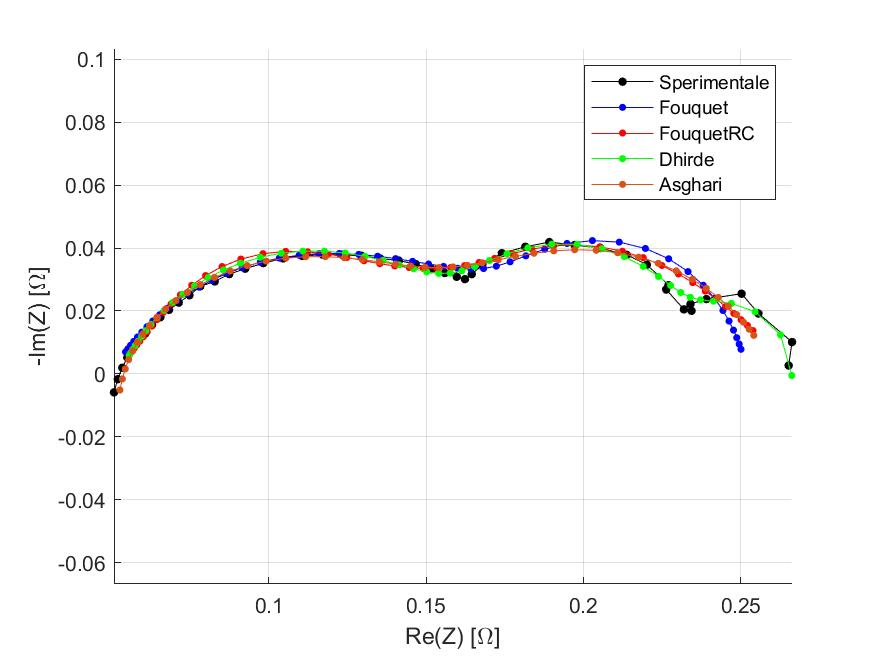 0.1
0.08
0.06
0.04
0.02
0
-0.02
-0.04
-0.06
-Im(Z) [Ω]
Sperimentale
Fouquet
FouquetRC
Dhirde
Asghari
0.1 0.15 0.2 0.25
Re(Z) [Ω]